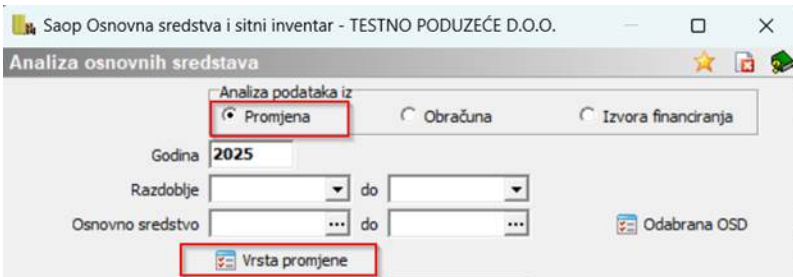 Saop Osnovna sredstva i sitni inventar - TESTNO PODUZEĆE D.O.O.
Analiza osnovnih sredstava
Analiza podataka iz
Promjena Obračuna Izvora financiranja
Godina 2025
Razdoblje do
Osnovno sredstvo ... do ... Odabrana OSD
Vrsta promjene